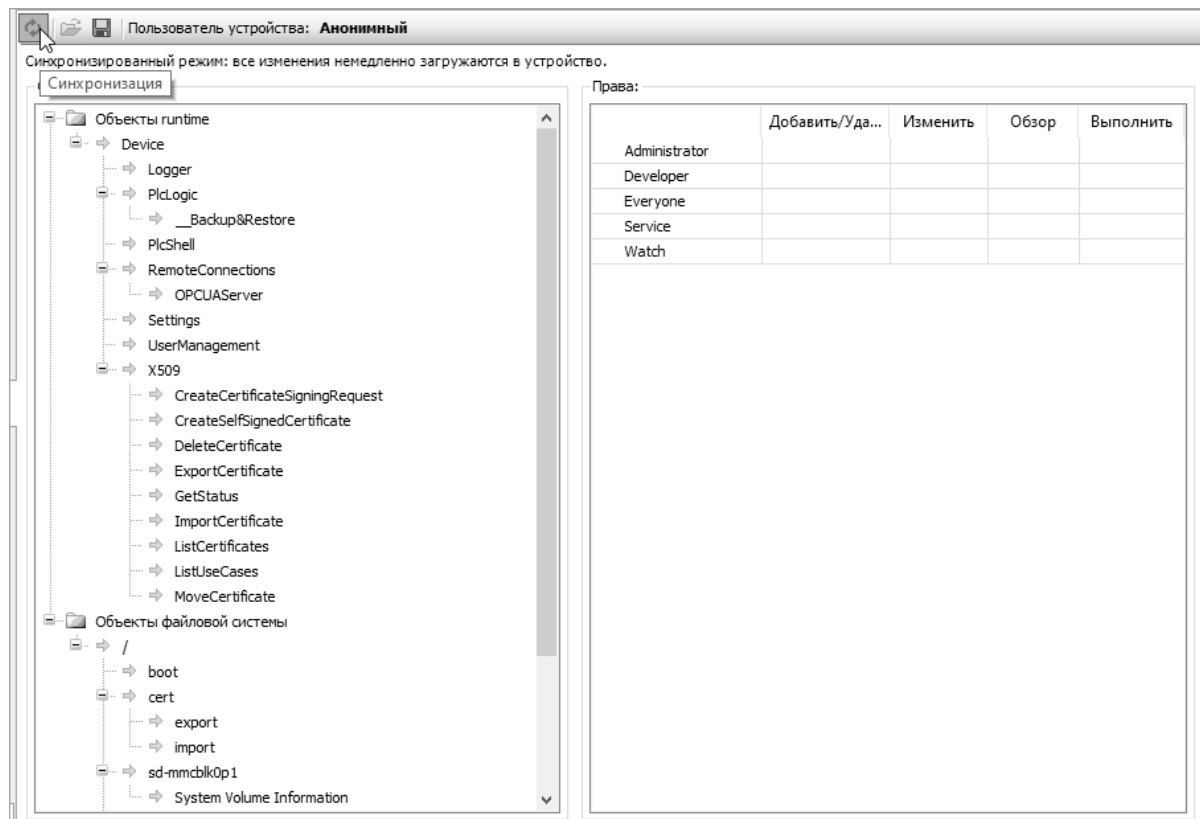 Пользователь устройства: Анонимный
Синхронизированный режим: все изменения немедленно загружаются в устройство.
Синхронизация
Права:
Объекты runtime
Device
Logger
PlcLogic
__Backup&Restore
PlcShell
RemoteConnections
OPCUAServer
Settings
UserManagement
X509
CreateCertificateSigningRequest
CreateSelfSignedCertificate
DeleteCertificate
ExportCertificate
GetStatus
ImportCertificate
ListCertificates
ListUseCases
MoveCertificate
Объекты файловой системы
/
boot
cert
export
import
sd-mmcblk0p1
System Volume Information
Добавить/Уда... Изменить Обзор Выполнить
Administrator
Developer
Everyone
Service
Watch